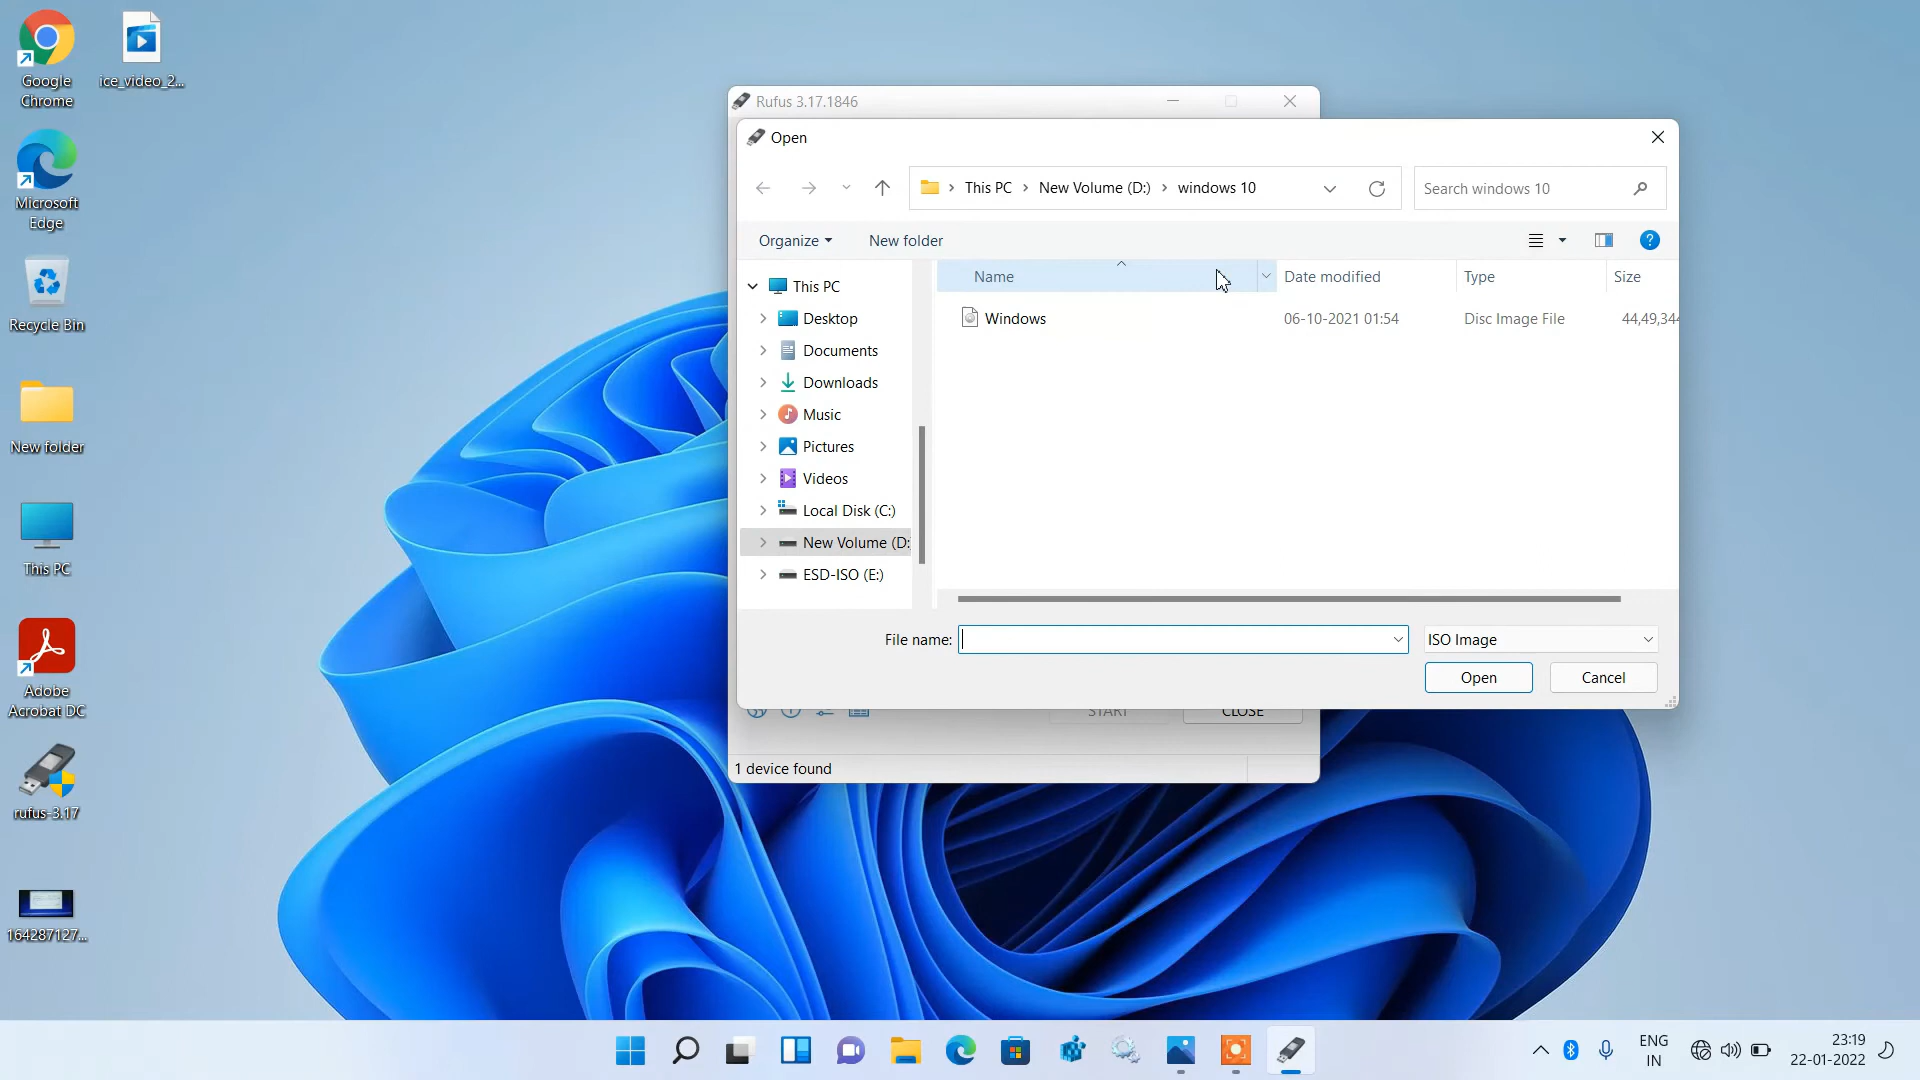 Google
Chrome
ice_video_2...
Microsoft
Edge
Recycle Bin
New folder
This PC
Adobe
Acrobat DC
rufus-3.17
164287127...
Rufus 3.17.1846
Open
This PC
New Volume (D:)
windows 10
Search windows 10
Organize
New folder
Name
Date modified
Type
Size
Windows
06-10-2021 01:54
Disc Image File
44,49,344
This PC
Desktop
Documents
Downloads
Music
Pictures
Videos
Local Disk (C:)
New Volume (D:
ESD-ISO (E:)
File name:
ISO Image
Open
Cancel
START
CLOSE
1 device found
ENG
IN
23:19
22-01-2022